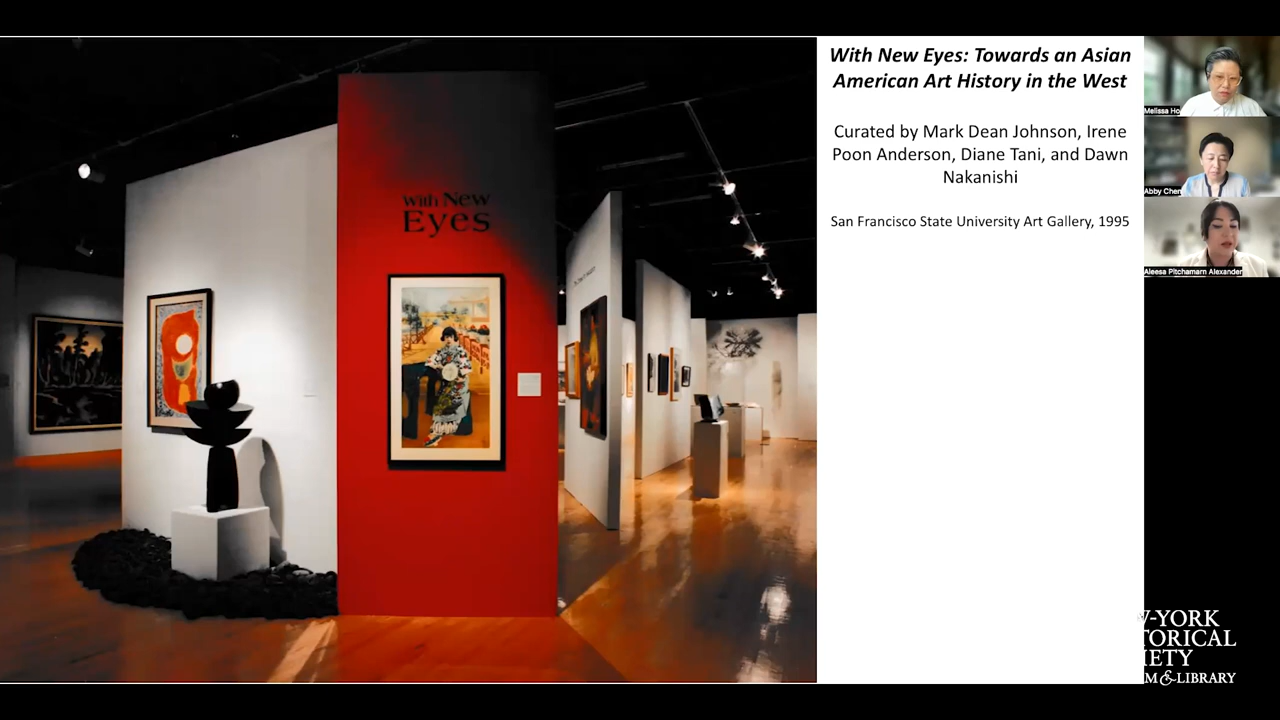 With New Eyes: Towards an Asian
American Art History in the West
Curated by Mark Dean Johnson, Irene
Poon Anderson, Diane Tani, and Dawn
Nakanishi
San Francisco State University Art Gallery, 1995
With New
Eyes
Melissa Ho
Abby Chen
Aleesa Pitchamarn Alexander
W-YORK
TORICAL
IETY
M & LIBRARY